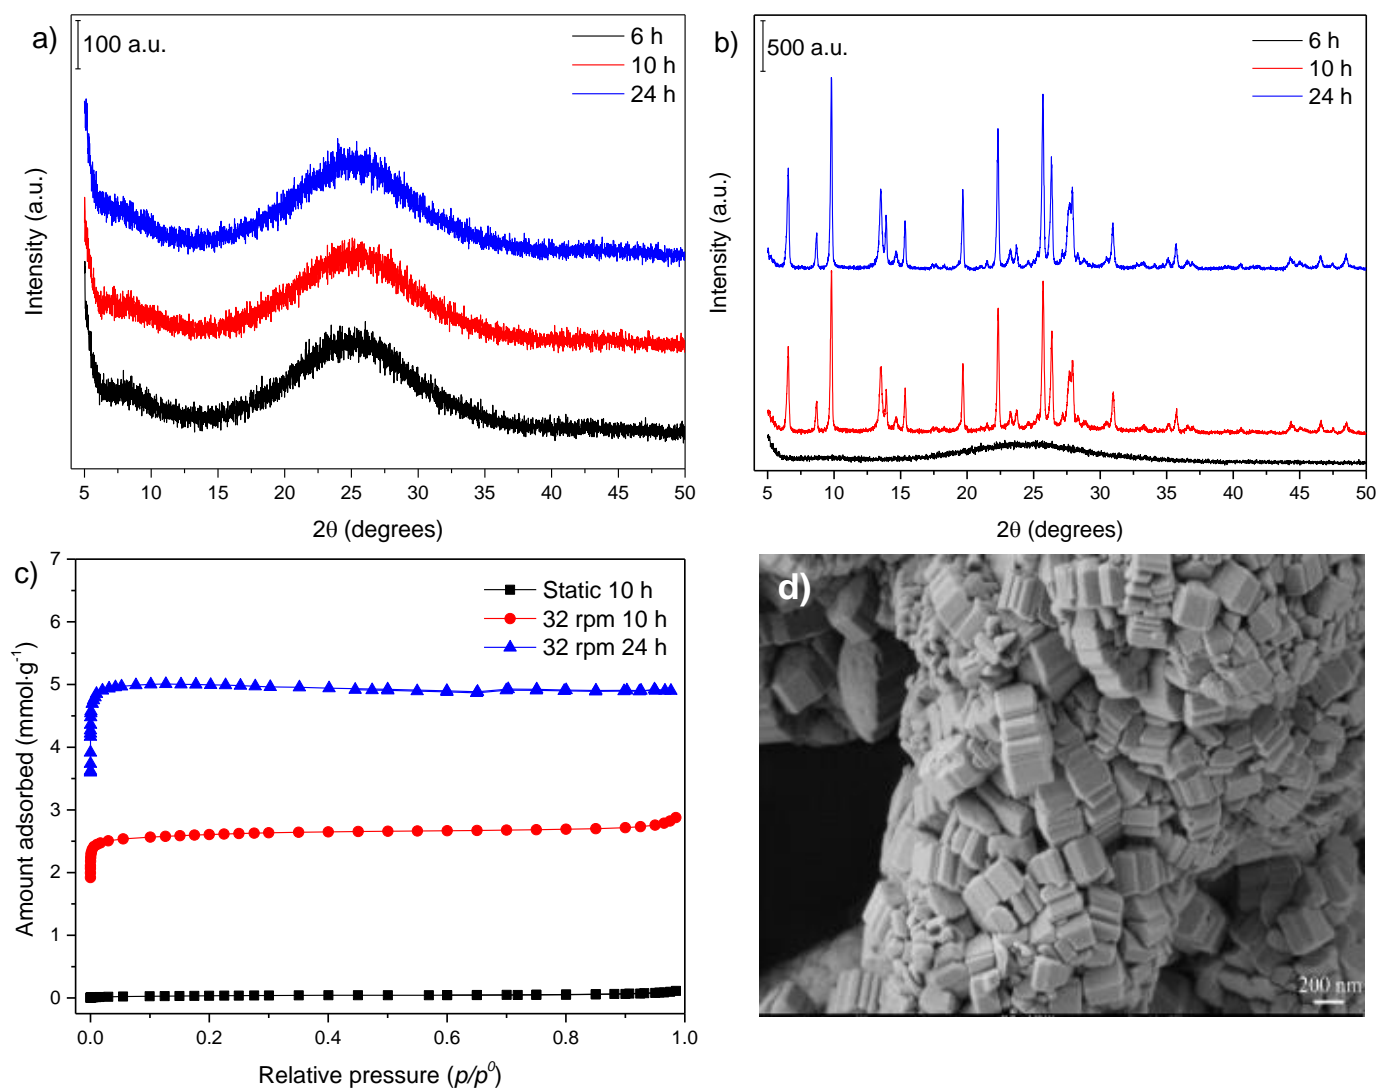 a)
100 a.u.
6 h
10 h
24 h
Intensity (a.u.)
5 10 15 20 25 30 35 40 45 50
2θ (degrees)
b)
500 a.u.
6 h
10 h
24 h
Intensity (a.u.)
5 10 15 20 25 30 35 40 45 50
2θ (degrees)
c)
Static 10 h
32 rpm 10 h
32 rpm 24 h
7
6
5
4
3
2
1
0
Amount adsorbed (mmol·g⁻¹)
0.0 0.2 0.4 0.6 0.8 1.0
Relative pressure (p/p⁰)
d)
200 nm